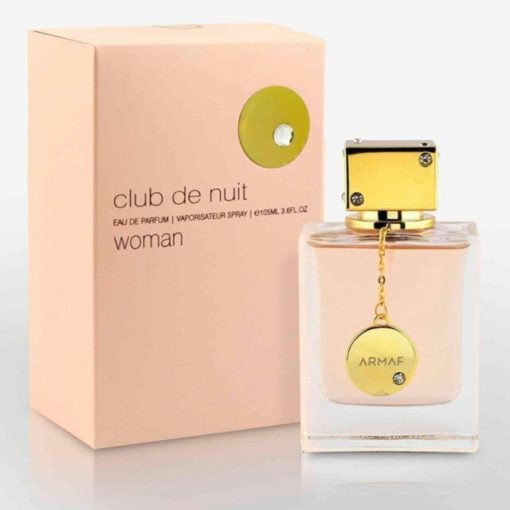 club de nuit
EAU DE PARFUM | VAPORISATEUR SPRAY | ℮105ML 3.6FL.OZ
woman
ARMAF